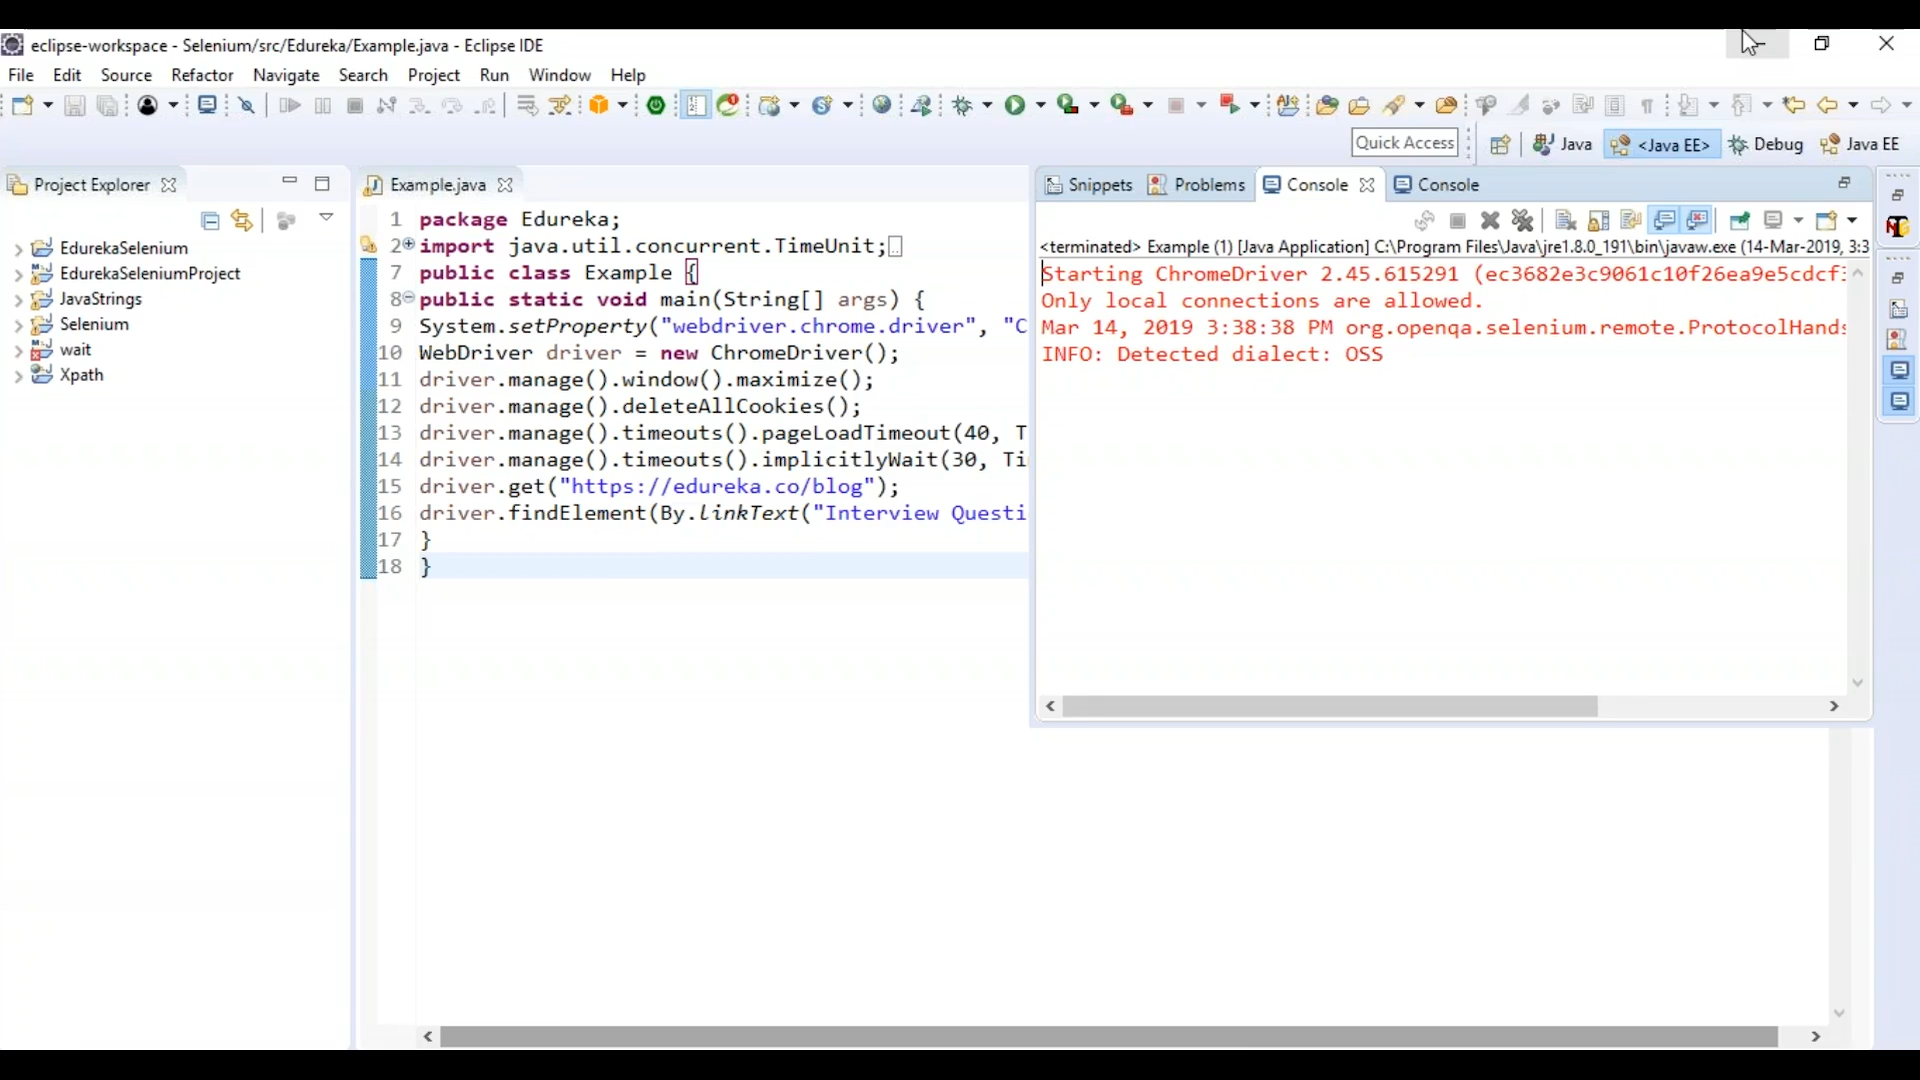 eclipse-workspace - Selenium/src/Edureka/Example.java - Eclipse IDE
File Edit Source Refactor Navigate Search Project Run Window Help
Quick Access Java <Java EE> Debug Java EE
Project Explorer
EdurekaSelenium
EdurekaSeleniumProject
JavaStrings
Selenium
wait
Xpath
Example.java
1 package Edureka;
2 import java.util.concurrent.TimeUnit;
7 public class Example {
8 public static void main(String[] args) {
9 System.setProperty("webdriver.chrome.driver", "C
10 WebDriver driver = new ChromeDriver();
11 driver.manage().window().maximize();
12 driver.manage().deleteAllCookies();
13 driver.manage().timeouts().pageLoadTimeout(40, T
14 driver.manage().timeouts().implicitlyWait(30, Ti
15 driver.get("https://edureka.co/blog");
16 driver.findElement(By.linkText("Interview Questi
17 }
18 }
Snippets Problems Console Console
<terminated> Example (1) [Java Application] C:\Program Files\Java\jre1.8.0_191\bin\javaw.exe (14-Mar-2019, 3:3
Starting ChromeDriver 2.45.615291 (ec3682e3c9061c10f26ea9e5cdcf
Only local connections are allowed.
Mar 14, 2019 3:38:38 PM org.openqa.selenium.remote.ProtocolHands
INFO: Detected dialect: OSS